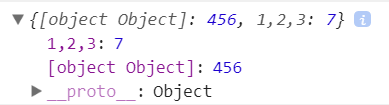 ▼{[object Object]: 456, 1,2,3: 7} i
1,2,3: 7
[object Object]: 456
▶__proto__: Object